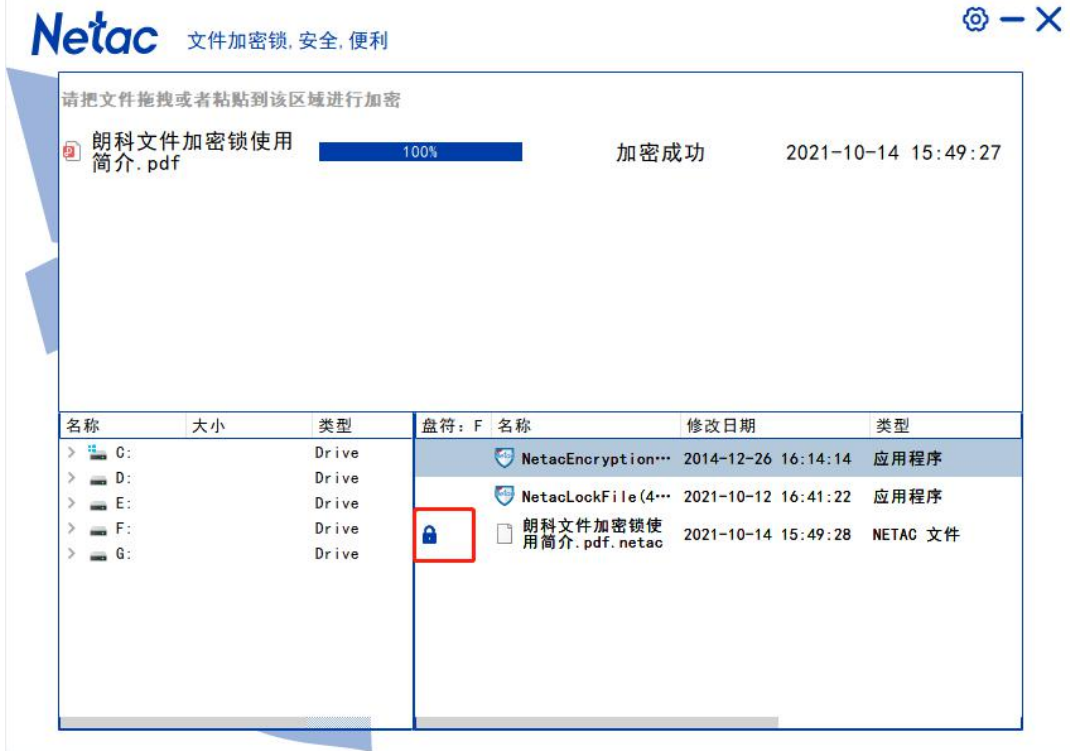 Netac 文件加密锁,安全,便利
请把文件拖拽或者粘贴到该区域进行加密
朗科文件加密锁使用
简介.pdf
100%
加密成功
2021-10-14 15:49:27
名称 大小 类型
C: Drive
D: Drive
E: Drive
F: Drive
G: Drive
盘符: F 名称 修改日期 类型
NetacEncryption… 2014-12-26 16:14:14 应用程序
NetacLockFile(4… 2021-10-12 16:41:22 应用程序
朗科文件加密锁使
用简介.pdf.netac
2021-10-14 15:49:28 NETAC 文件